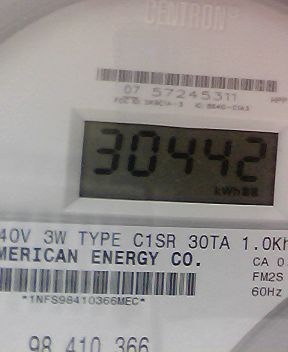 CENTRON®
07 57245311
30442
kWh
40V 3W TYPE C1SR 30TA 1.0Kh
MERICAN ENERGY CO.
CA 0
FM2S
60Hz
*1NFS98410366MEC*
98 410 366